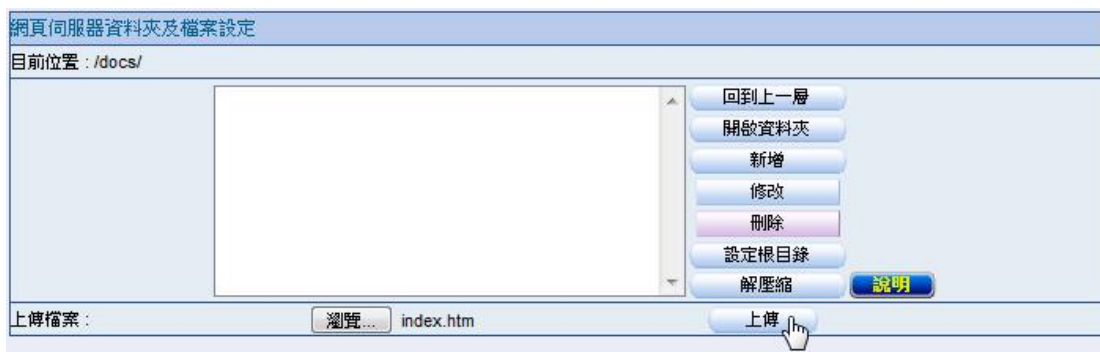 網頁伺服器資料夾及檔案設定
目前位置：/docs/
回到上一層
開啟資料夾
新增
修改
刪除
設定根目錄
解壓縮 說明
上傳檔案： 瀏覽... index.htm 上傳